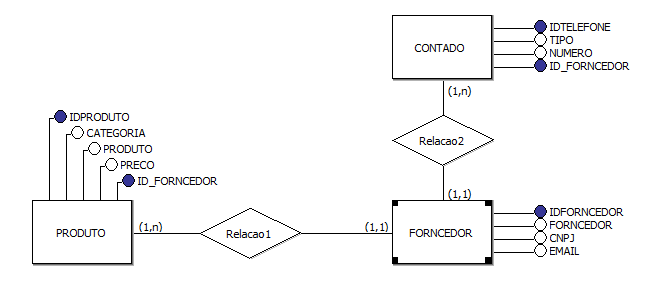 IDTELEFONE
TIPO
CONTADO
NUMERO
ID_FORNCEDOR
(1,n)
IDPRODUTO
CATEGORIA
Relacao2
PRODUTO
PRECO
ID_FORNCEDOR
(1,1)
IDFORNCEDOR
FORNCEDOR
PRODUTO
(1,n)
Relacao1
(1,1)
FORNCEDOR
CNPJ
EMAIL